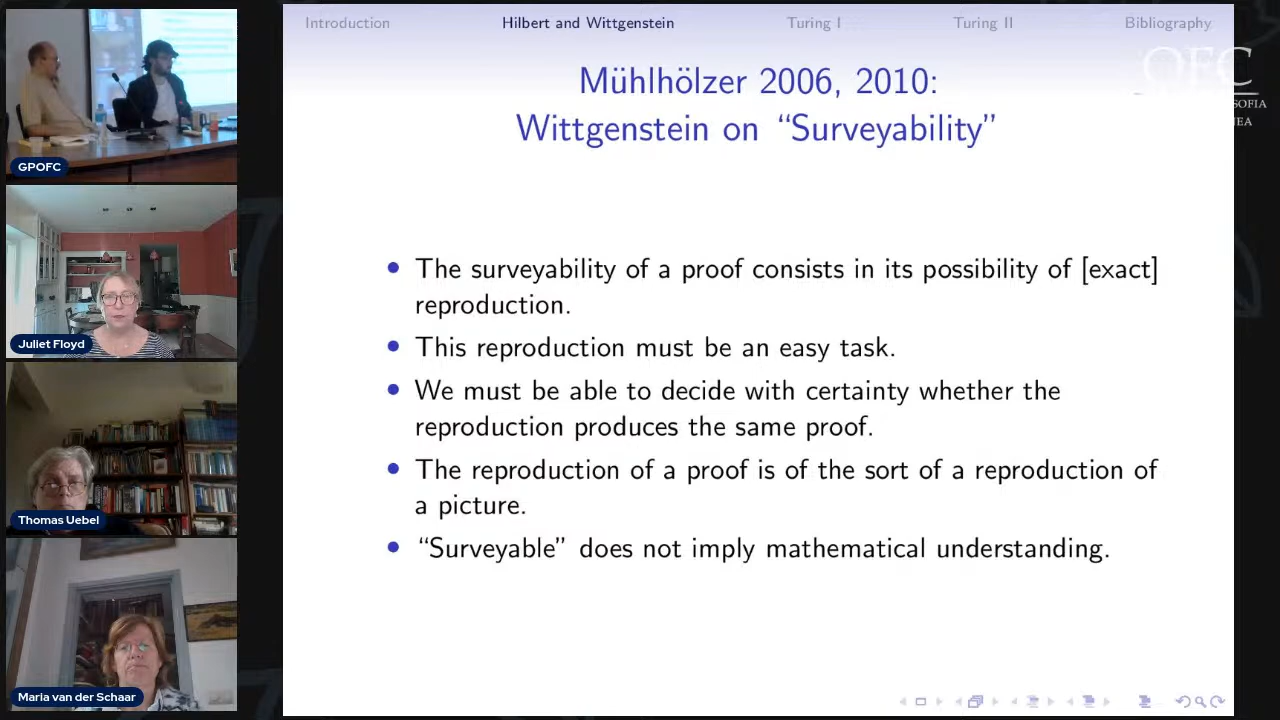 Introduction
Hilbert and Wittgenstein
Turing I
Turing II
Bibliography
Mühlhölzer 2006, 2010:
Wittgenstein on “Surveyability”
The surveyability of a proof consists in its possibility of [exact]
reproduction.
This reproduction must be an easy task.
We must be able to decide with certainty whether the
reproduction produces the same proof.
The reproduction of a proof is of the sort of a reproduction of
a picture.
“Surveyable” does not imply mathematical understanding.
GPOFC
Juliet Floyd
Thomas Uebel
Maria van der Schaar